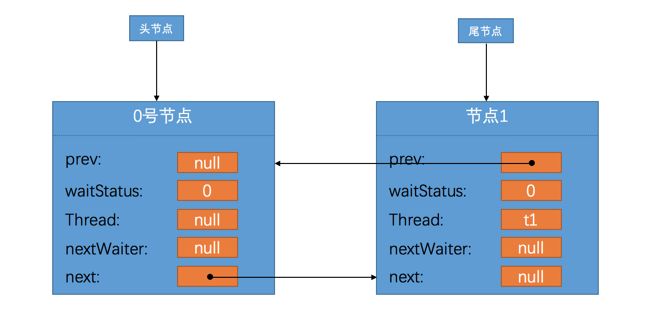 头节点
尾节点
0号节点
prev: null
waitStatus: 0
Thread: null
nextWaiter: null
next:
节点1
prev:
waitStatus: 0
Thread: t1
nextWaiter: null
next: null